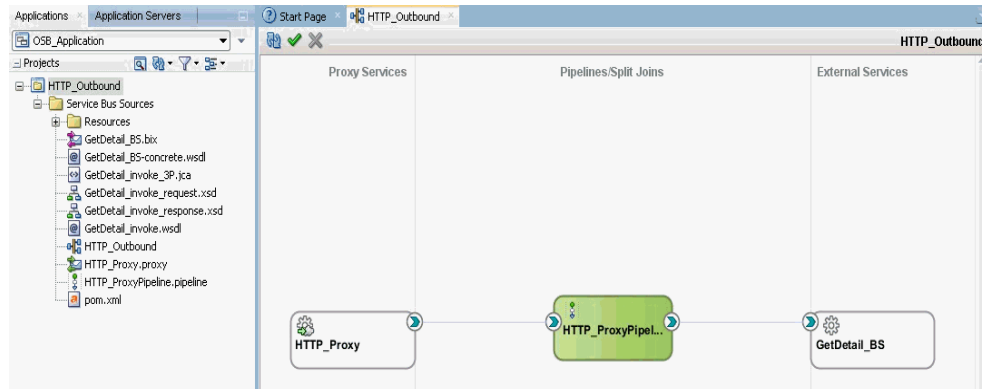 Applications
Application Servers
OSB_Application
Projects
HTTP_Outbound
Service Bus Sources
Resources
GetDetail_BS.bix
GetDetail_BS-concrete.wsdl
GetDetail_invoke_3P.jca
GetDetail_invoke_request.xsd
GetDetail_invoke_response.xsd
GetDetail_invoke.wsdl
HTTP_Outbound
HTTP_Proxy.proxy
HTTP_ProxyPipeline.pipeline
pom.xml
Start Page
HTTP_Outbound
HTTP_Outbound
Proxy Services
Pipelines/Split Joins
External Services
HTTP_Proxy
HTTP_ProxyPipel...
GetDetail_BS